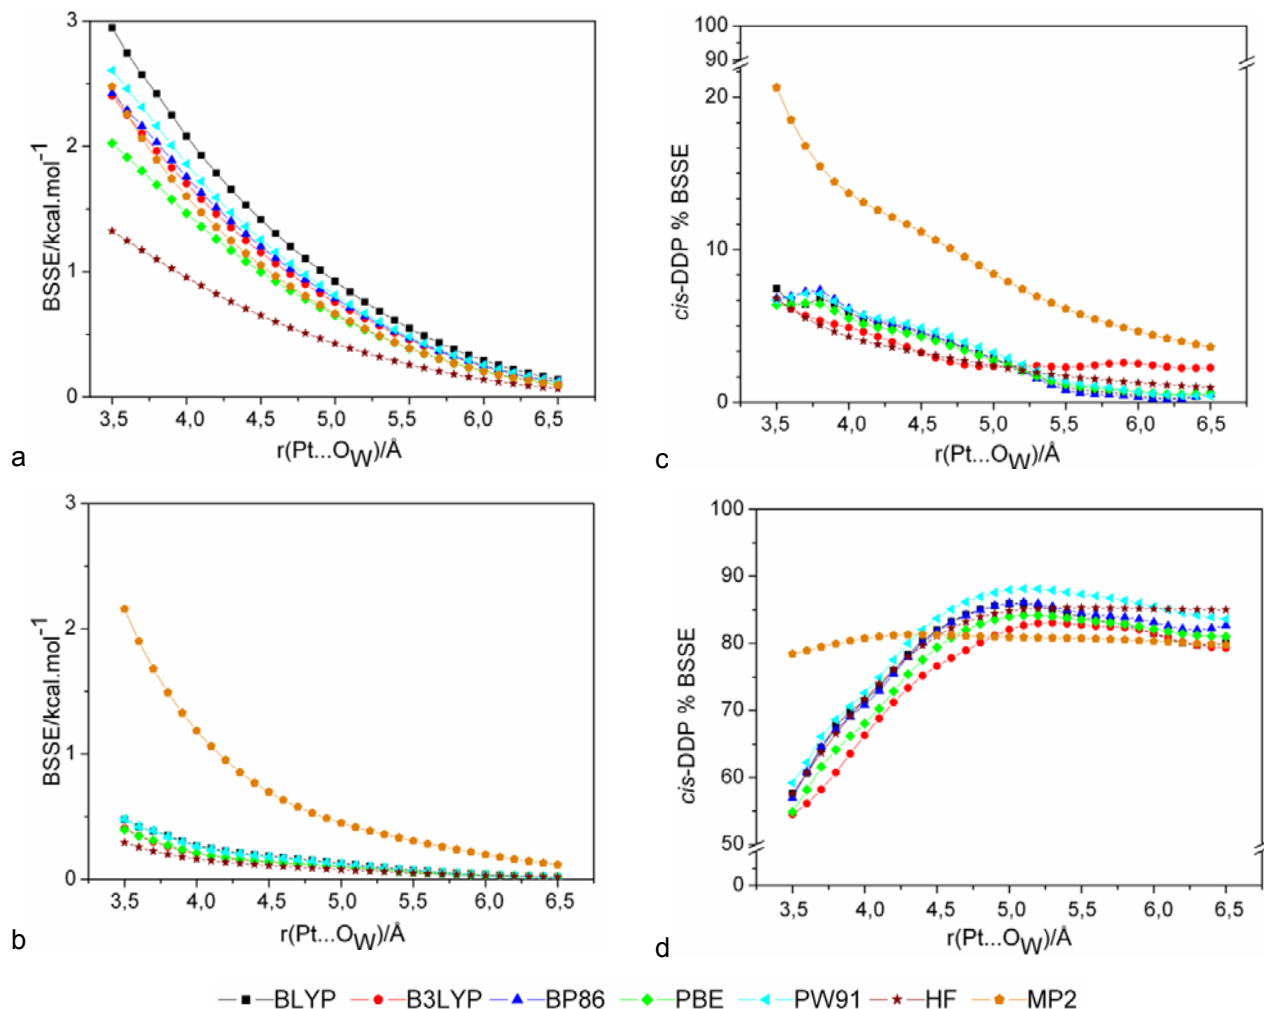 3
2
1
0
BSSE/kcal.mol⁻¹
3,5 4,0 4,5 5,0 5,5 6,0 6,5
r(Pt...O_W)/Å
a
100
90
20
10
0
cis-DDP % BSSE
3,5 4,0 4,5 5,0 5,5 6,0 6,5
r(Pt...O_W)/Å
c
3
2
1
0
BSSE/kcal.mol⁻¹
3,5 4,0 4,5 5,0 5,5 6,0 6,5
r(Pt...O_W)/Å
b
100
90
80
70
60
50
0
cis-DDP % BSSE
3,5 4,0 4,5 5,0 5,5 6,0 6,5
r(Pt...O_W)/Å
d
BLYP B3LYP BP86 PBE PW91 HF MP2